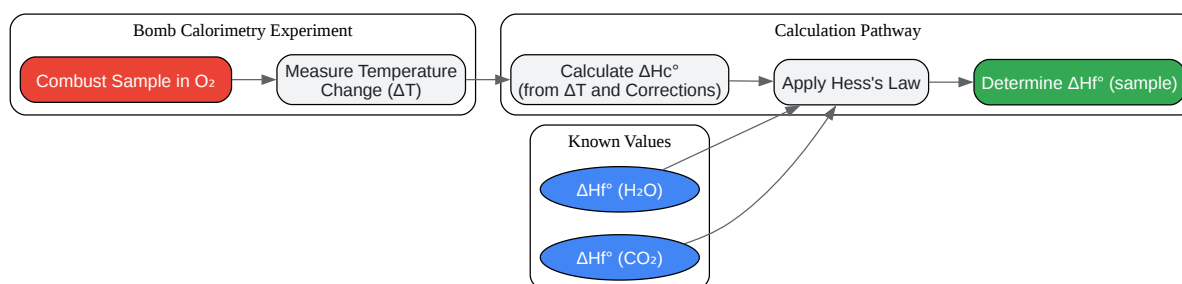 Bomb Calorimetry Experiment
Combust Sample in O₂
Measure Temperature
Change (ΔT)
Calculation Pathway
Calculate ΔHc°
(from ΔT and Corrections)
Apply Hess's Law
Determine ΔHf° (sample)
Known Values
ΔHf° (H₂O)
ΔHf° (CO₂)